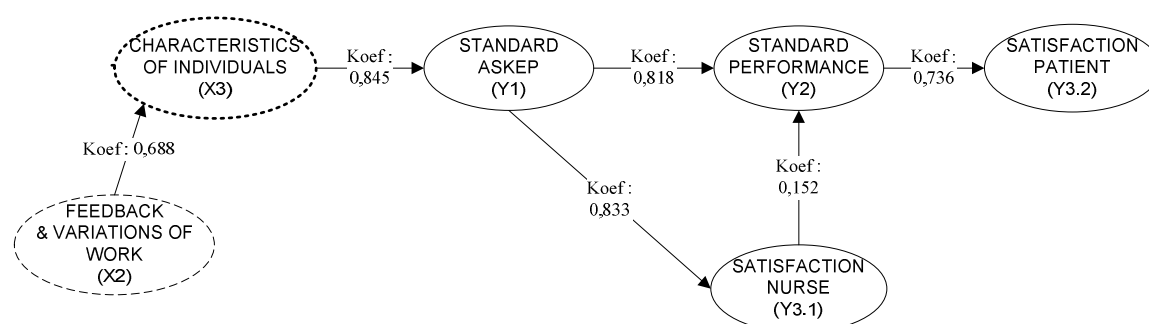 CHARACTERISTICS
OF INDIVIDUALS
(X3)
Koef:
0,845
STANDARD
ASKEP
(Y1)
Koef:
0,818
STANDARD
PERFORMANCE
(Y2)
Koef:
0,736
SATISFACTION
PATIENT
(Y3.2)
Koef: 0,688
Koef:
0,833
Koef:
0,152
FEEDBACK
& VARIATIONS OF
WORK
(X2)
SATISFACTION
NURSE
(Y3.1)